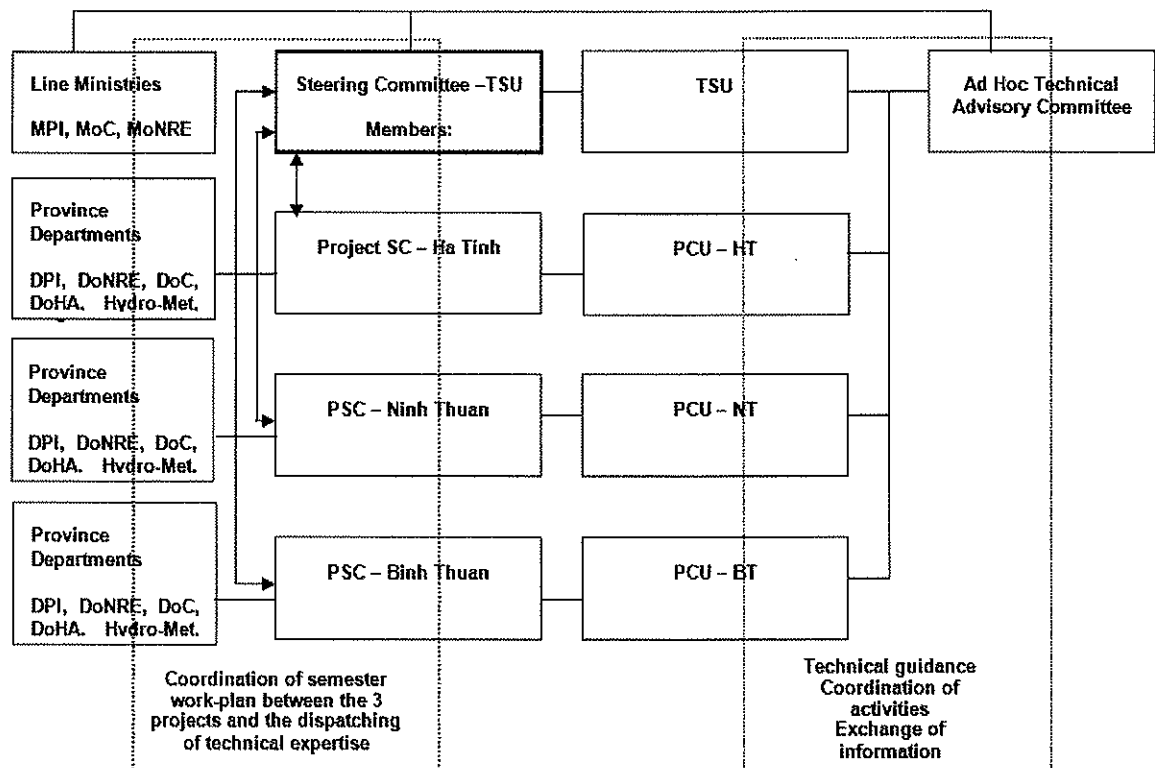 Line Ministries
MPI, MoC, MoNRE
Steering Committee –TSU
Members:
TSU
Ad Hoc Technical
Advisory Committee
Province
Departments
DPI, DoNRE, DoC,
DoHA. Hydro-Met.
Project SC – Ha Tinh
PCU – HT
Province
Departments
DPI, DoNRE, DoC,
DoHA. Hydro-Met.
PSC – Ninh Thuan
PCU – NT
Province
Departments
DPI, DoNRE, DoC,
DoHA. Hydro-Met.
PSC – Binh Thuan
PCU – BT
Coordination of semester
work-plan between the 3
projects and the dispatching
of technical expertise
Technical guidance
Coordination of
activities
Exchange of
information